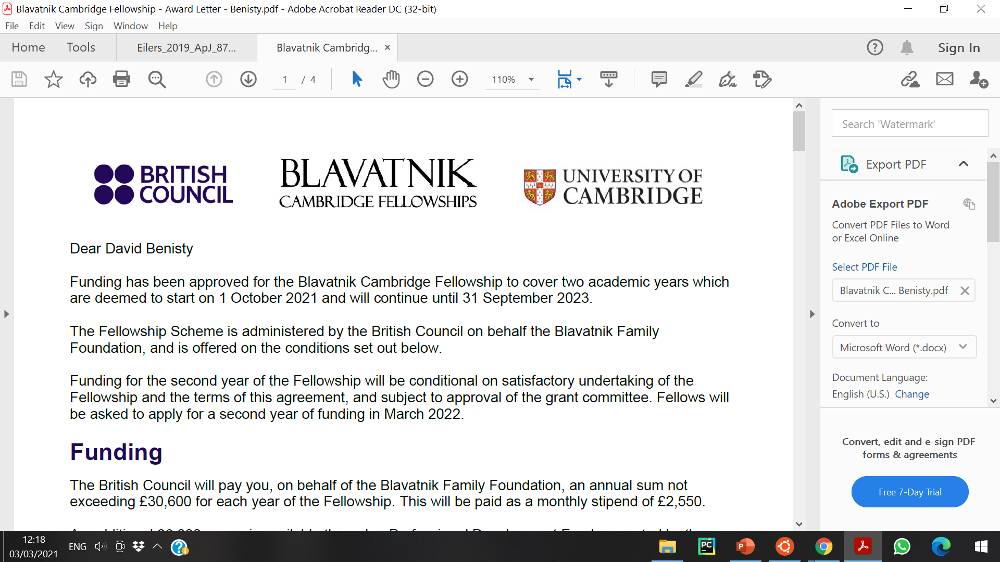 Blavatnik Cambridge Fellowship - Award Letter - Benisty.pdf - Adobe Acrobat Reader DC (32-bit)
File Edit View Sign Window Help
Home Tools Eilers_2019_ApJ_87... Blavatnik Cambridg... Sign In
1 / 4 110%
Search 'Watermark'
BRITISH
COUNCIL
BLAVATNIK
CAMBRIDGE FELLOWSHIPS
UNIVERSITY OF
CAMBRIDGE
Dear David Benisty
Funding has been approved for the Blavatnik Cambridge Fellowship to cover two academic years which
are deemed to start on 1 October 2021 and will continue until 31 September 2023.
The Fellowship Scheme is administered by the British Council on behalf the Blavatnik Family
Foundation, and is offered on the conditions set out below.
Funding for the second year of the Fellowship will be conditional on satisfactory undertaking of the
Fellowship and the terms of this agreement, and subject to approval of the grant committee. Fellows will
be asked to apply for a second year of funding in March 2022.
Funding
The British Council will pay you, on behalf of the Blavatnik Family Foundation, an annual sum not
exceeding £30,600 for each year of the Fellowship. This will be paid as a monthly stipend of £2,550.
Export PDF
Adobe Export PDF
Convert PDF Files to Word
or Excel Online
Select PDF File
Blavatnik C... Benisty.pdf
Convert to
Microsoft Word (*.docx)
Document Language:
English (U.S.) Change
Convert, edit and e-sign PDF
forms & agreements
Free 7-Day Trial
12:18
03/03/2021
ENG
PC
P